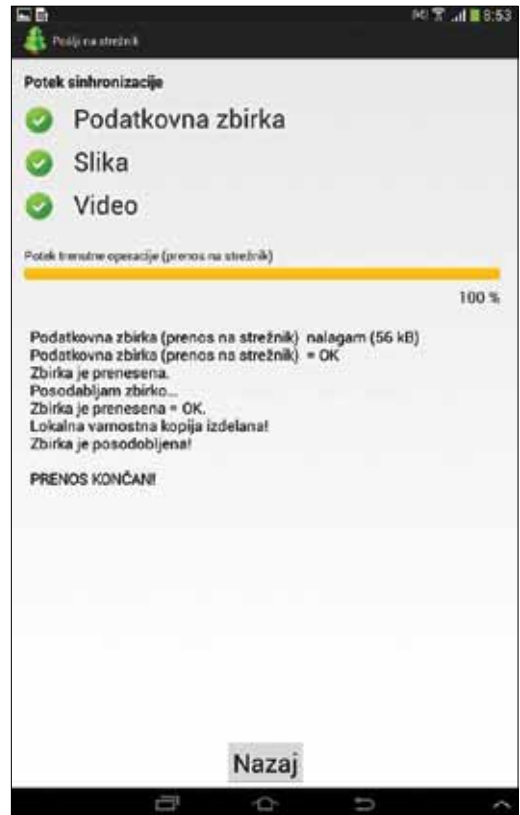 8:53
Pošlji na strežnik
Potek sinhronizacije
Podatkovna zbirka
Slika
Video
Potek trenutne operacije (prenos na strežnik)
100 %
Podatkovna zbirka (prenos na strežnik) nalagam (56 kB)
Podatkovna zbirka (prenos na strežnik) = OK
Zbirka je prenesena.
Posodabljam zbirko...
Zbirka je prenesena = OK.
Lokalna varnostna kopija izdelana!
Zbirka je posodobljena!
PRENOS KONČAN!
Nazaj